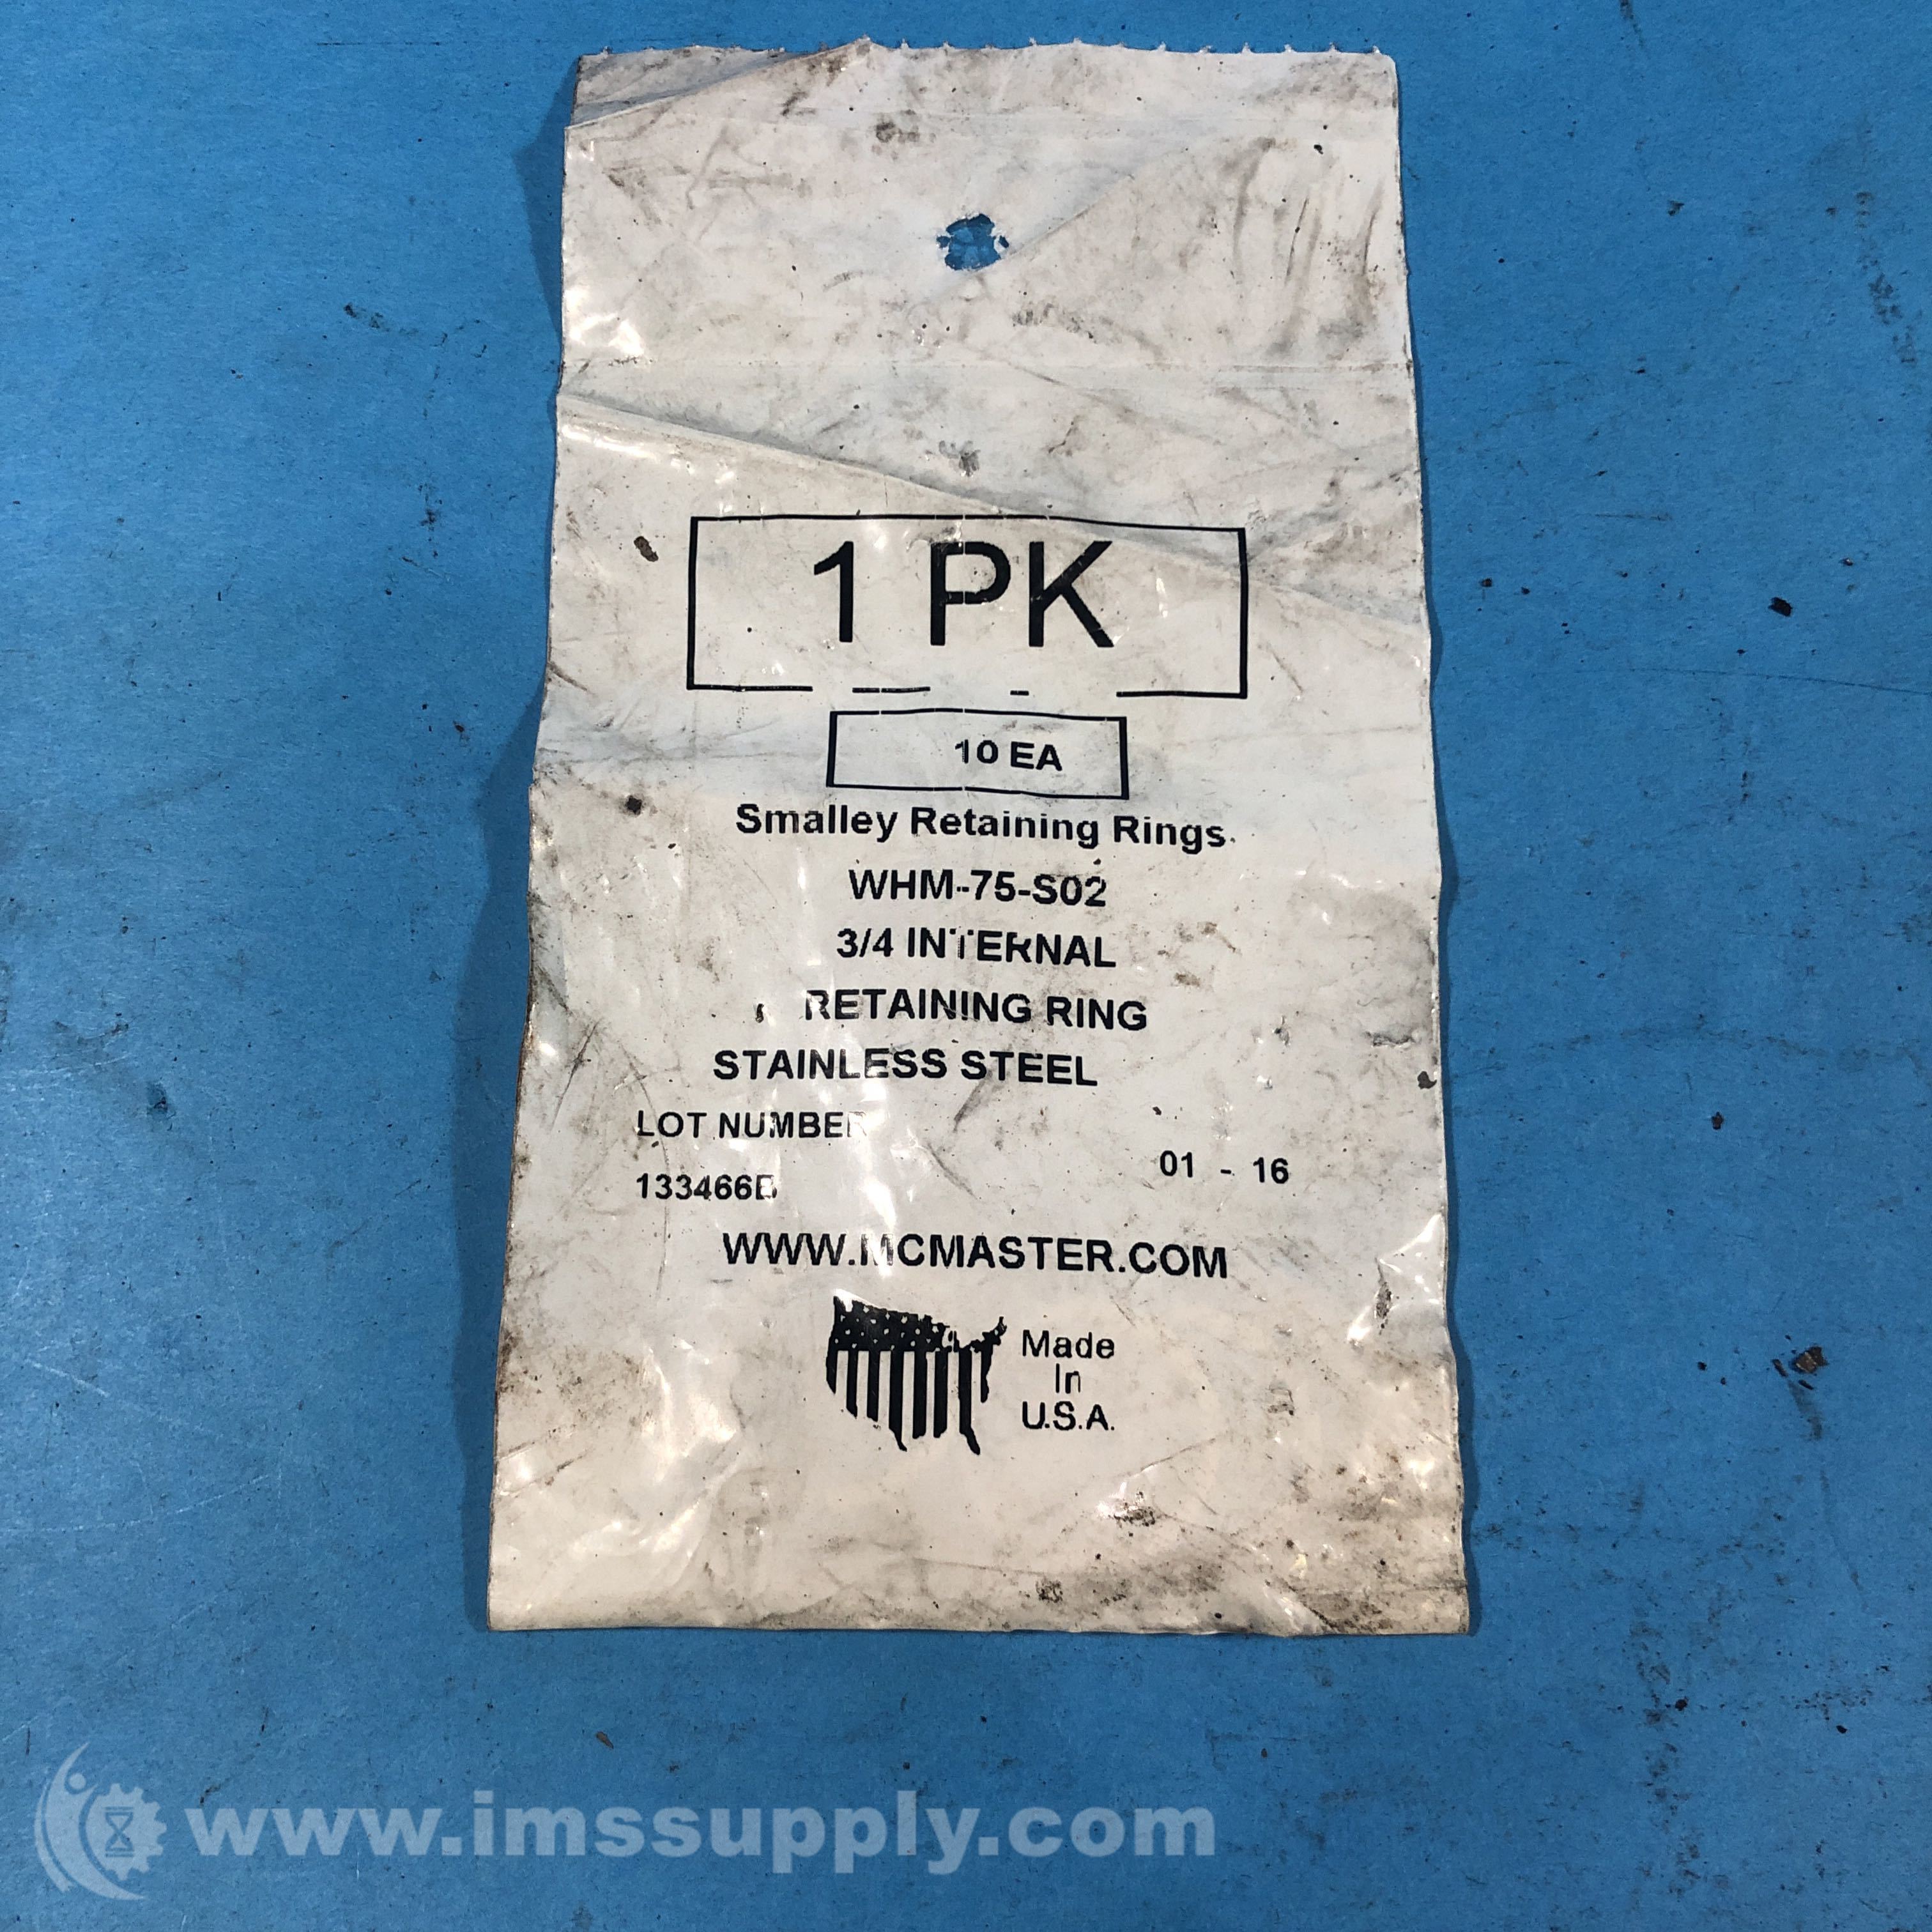 1 PK
10 EA
Smalley Retaining Rings
WHM-75-S02
3/4 INTERNAL
RETAINING RING
STAINLESS STEEL
LOT NUMBER
01 - 16
133466B
WWW.MCMASTER.COM
Made
In
U.S.A.
www.imssupply.com